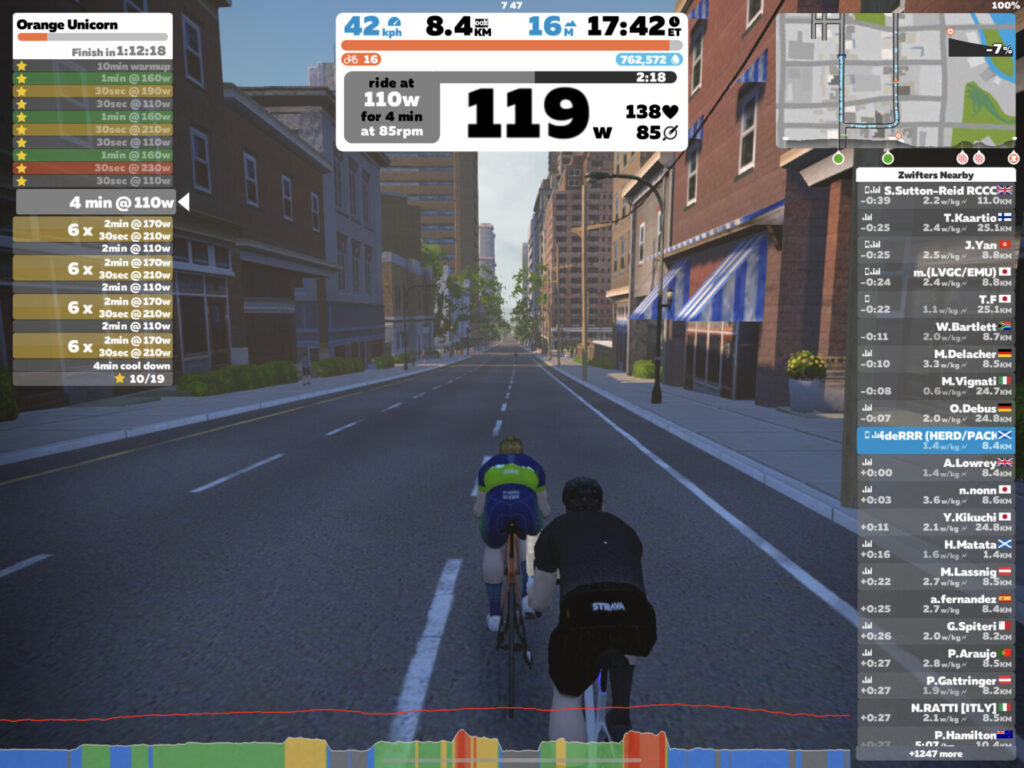 7 47
100%
Orange Unicorn
Finish in 1:12:18
10min warmup
1min @ 160w
30sec @ 190w
30sec @ 110w
1min @ 160w
30sec @ 210w
30sec @ 110w
1min @ 160w
30sec @ 230w
30sec @ 110w
4 min @ 110w
6 x 2min @ 170w
30sec @ 210w
2min @ 110w
6 x 2min @ 170w
30sec @ 210w
2min @ 110w
6 x 2min @ 170w
30sec @ 210w
2min @ 110w
6 x 2min @ 170w
30sec @ 210w
4min cool down
10/19
42 kph 8.4 KM 16 M 17:42 ET
16 762,572
2:18
ride at
110w
for 4 min
at 85rpm
119 w
138
85
-7%
Zwifters Nearby
S.Sutton-Reid RCCC
-0:39 2.2w/kg 11.0KM
T.Kaartio
-0:25 2.4w/kg 25.1KM
J.Yan
-0:25 2.5w/kg 8.8KM
m.(LVGC/EMU)
-0:24 2.4w/kg 8.8KM
T.F
-0:22 1.1w/kg 25.1KM
W.Bartlett
-0:11 2.0w/kg 8.7KM
M.Delacher
-0:10 3.3w/kg 8.5KM
M.Vignati
-0:08 0.6w/kg 24.7KM
O.Debus
-0:07 2.0w/kg 24.8KM
ideRRR (HERD/PACK
1.4w/kg 8.4KM
A.Lowrey
+0:00 1.4w/kg 8.4KM
n.nonn
+0:03 3.6w/kg 8.6KM
Y.Kikuchi
+0:11 2.1w/kg 24.8KM
H.Matata
+0:16 1.6w/kg 1.4KM
M.Lassnig
+0:22 2.7w/kg 8.5KM
a.fernandez
+0:25 2.7w/kg 8.4KM
G.Spiteri
+0:26 2.0w/kg 8.2KM
P.Araujo
+0:27 2.8w/kg 8.5KM
P.Gattringer
+0:27 1.9w/kg 8.2KM
N.RATTI [ITLY]
+0:27 2.1w/kg 8.5KM
P.Hamilton
+1247 more
STRAVA